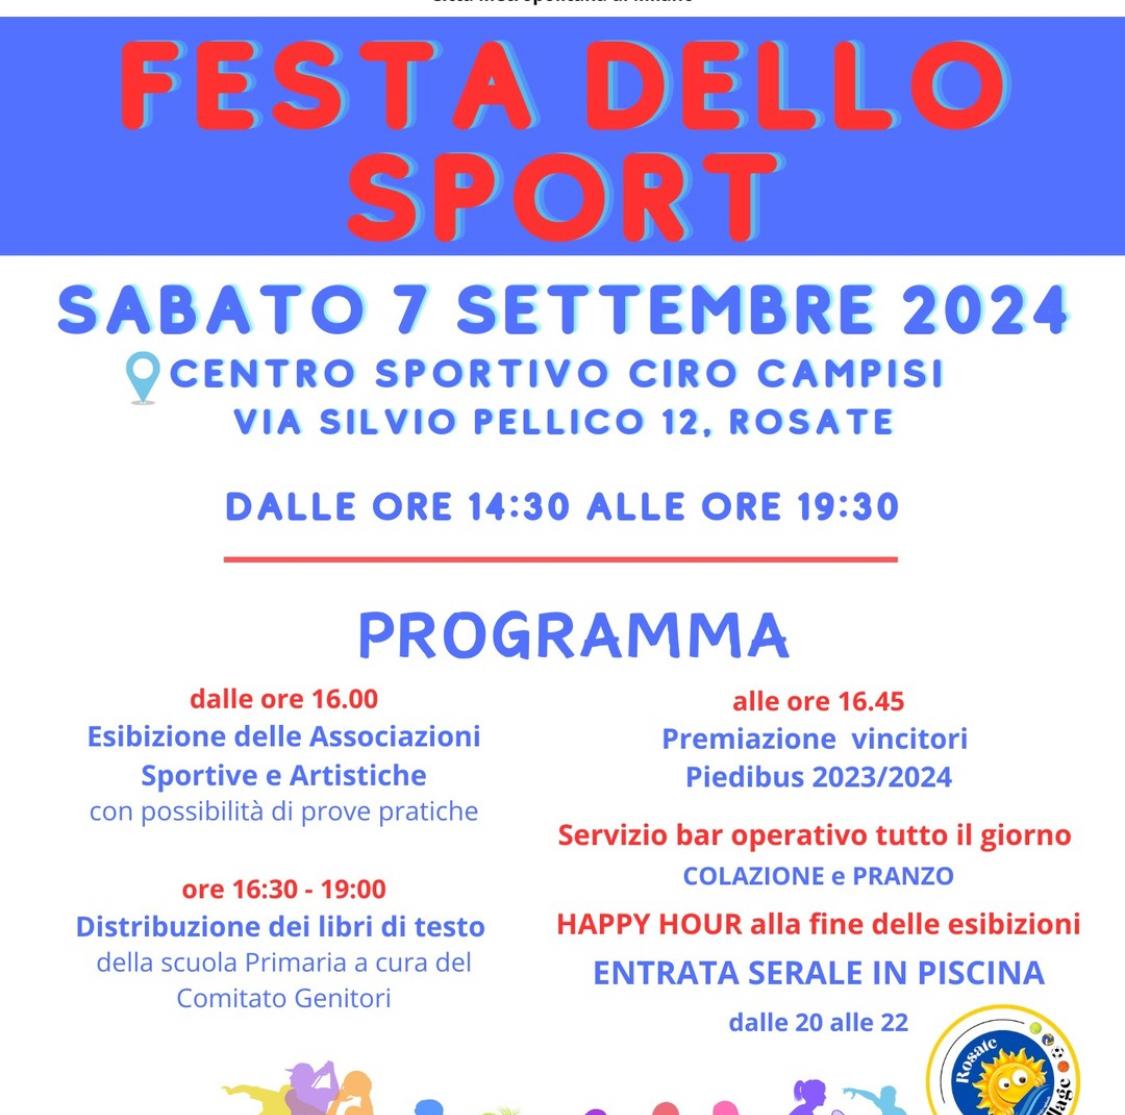 FESTA DELLO
SPORT
SABATO 7 SETTEMBRE 2024
CENTRO SPORTIVO CIRO CAMPISI
VIA SILVIO PELLICO 12, ROSATE
DALLE ORE 14:30 ALLE ORE 19:30
PROGRAMMA
dalle ore 16.00
Esibizione delle Associazioni
Sportive e Artistiche
con possibilità di prove pratiche
ore 16:30 - 19:00
Distribuzione dei libri di testo
della scuola Primaria a cura del
Comitato Genitori
alle ore 16.45
Premiazione vincitori
Piedibus 2023/2024
Servizio bar operativo tutto il giorno
COLAZIONE e PRANZO
HAPPY HOUR alla fine delle esibizioni
ENTRATA SERALE IN PISCINA
dalle 20 alle 22
Rosate